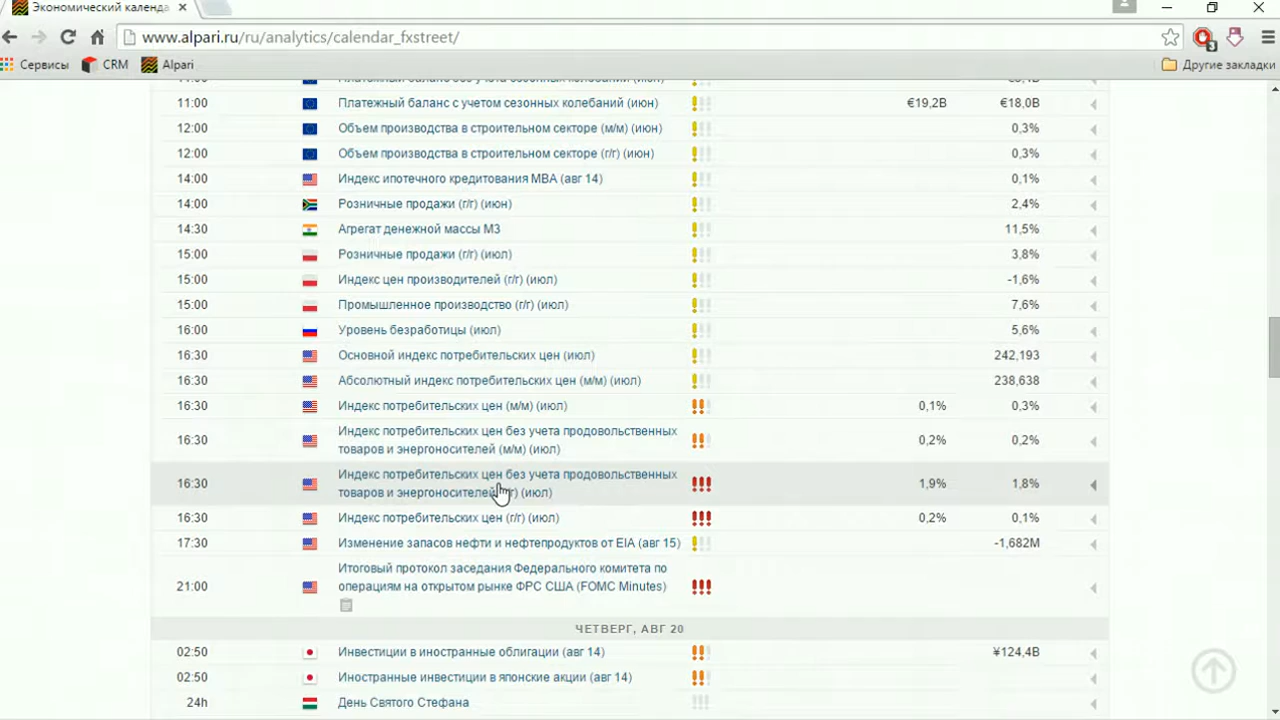 Экономический календа
www.alpari.ru/ru/analytics/calendar_fxstreet/
3
Сервисы CRM Alpari Другие закладки
11:00 Платежный баланс с учетом сезонных колебаний (июн) €19,2B €18,0B
12:00 Объем производства в строительном секторе (м/м) (июн) 0,3%
12:00 Объем производства в строительном секторе (г/г) (июн) 0,3%
14:00 Индекс ипотечного кредитования MBA (авг 14) 0,1%
14:00 Розничные продажи (г/г) (июн) 2,4%
14:30 Агрегат денежной массы М3 11,5%
15:00 Розничные продажи (г/г) (июл) 3,8%
15:00 Индекс цен производителей (г/г) (июл) -1,6%
15:00 Промышленное производство (г/г) (июл) 7,6%
16:00 Уровень безработицы (июл) 5,6%
16:30 Основной индекс потребительских цен (июл) 242,193
16:30 Абсолютный индекс потребительских цен (м/м) (июл) 238,638
16:30 Индекс потребительских цен (м/м) (июл) 0,1% 0,3%
16:30 Индекс потребительских цен без учета продовольственных
товаров и энергоносителей (м/м) (июл) 0,2% 0,2%
16:30 Индекс потребительских цен без учета продовольственных
товаров и энергоносителей (июл) 1,9% 1,8%
16:30 Индекс потребительских цен (г/г) (июл) 0,2% 0,1%
17:30 Изменение запасов нефти и нефтепродуктов от EIA (авг 15) -1,682M
21:00 Итоговый протокол заседания Федерального комитета по
операциям на открытом рынке ФРС США (FOMC Minutes)
ЧЕТВЕРГ, АВГ 20
02:50 Инвестиции в иностранные облигации (авг 14) ¥124,4B
02:50 Иностранные инвестиции в японские акции (авг 14)
24h День Святого Стефана